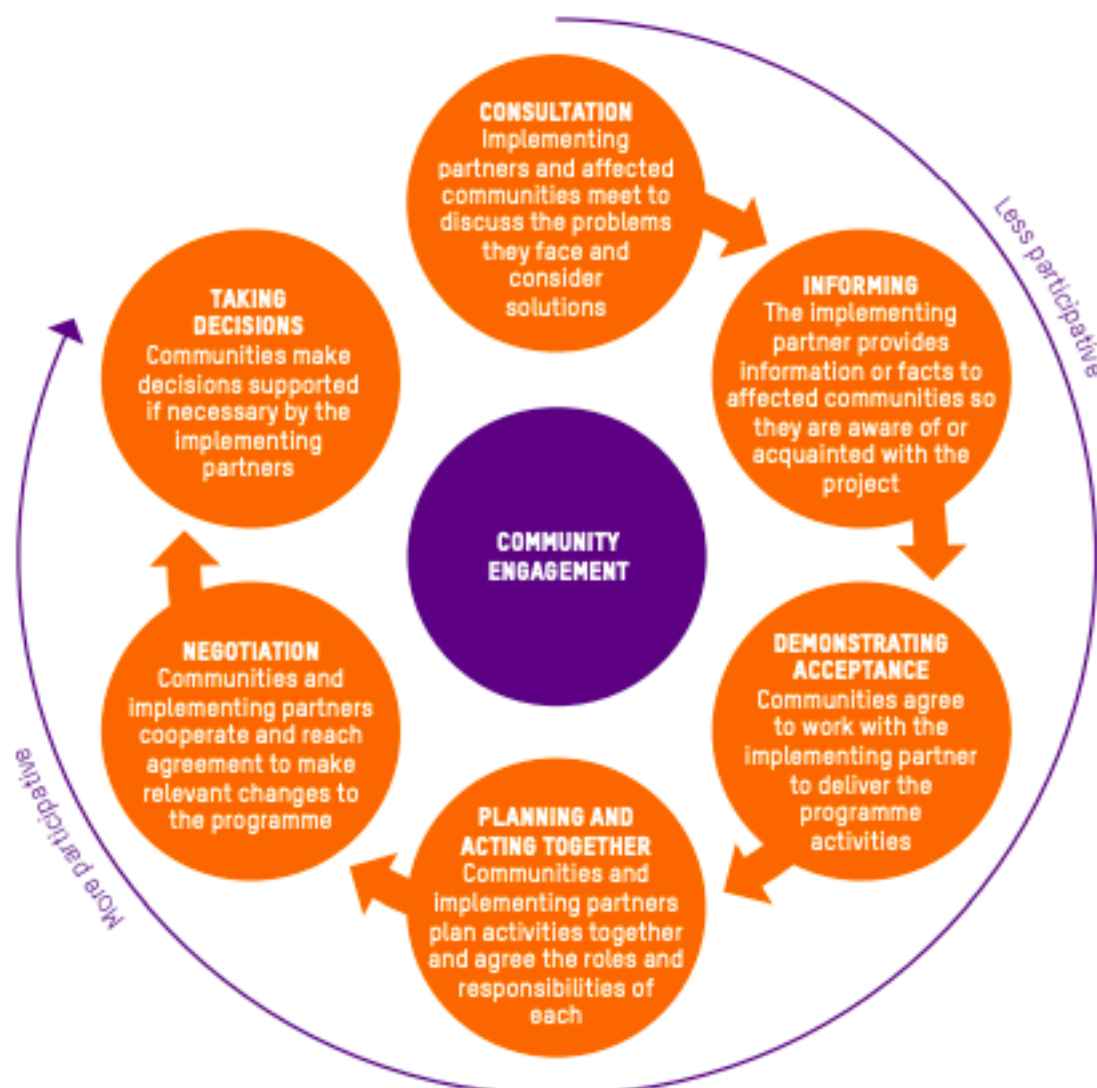 CONSULTATION
Implementing
partners and affected
communities meet to
discuss the problems
they face and
consider
solutions
Less participative
INFORMING
The implementing
partner provides
information or facts to
affected communities so
they are aware of or
acquainted with the
project
DEMONSTRATING
ACCEPTANCE
Communities agree
to work with the
implementing partner
to deliver the
programme
activities
PLANNING AND
ACTING TOGETHER
Communities and
implementing partners
plan activities together
and agree the roles and
responsibilities of
each
NEGOTIATION
Communities and
implementing partners
cooperate and reach
agreement to make
relevant changes to
the programme
More participative
TAKING
DECISIONS
Communities make
decisions supported
if necessary by the
implementing
partners
COMMUNITY
ENGAGEMENT